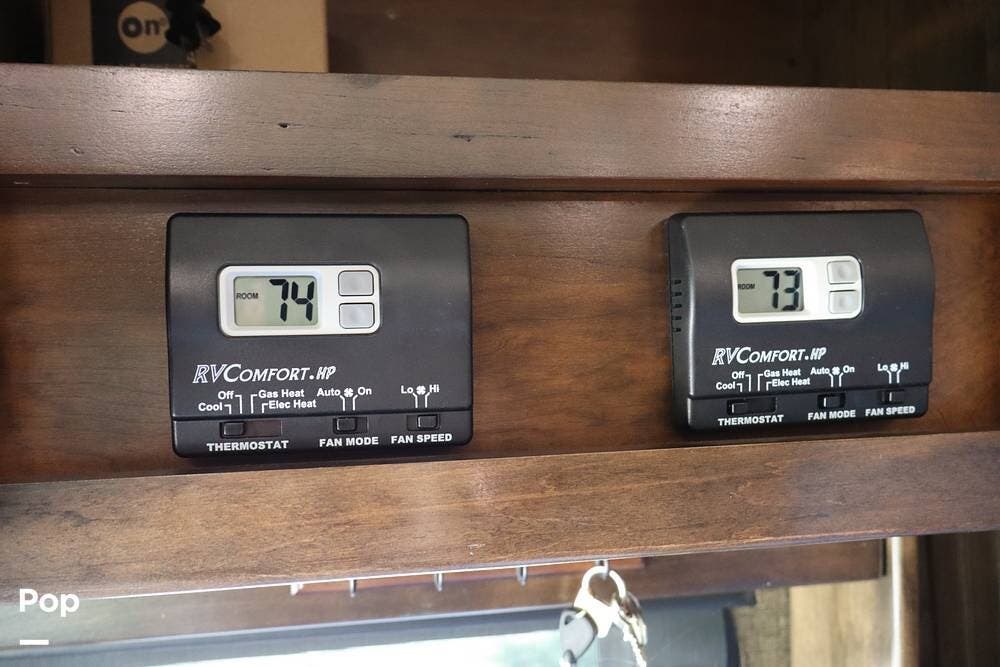 On
ROOM 74
RVCOMFORT.HP
Off Gas Heat Auto On Lo Hi
Cool Elec Heat
THERMOSTAT FAN MODE FAN SPEED
ROOM 73
RVCOMFORT.HP
Off Gas Heat Auto On Lo Hi
Cool Elec Heat
THERMOSTAT FAN MODE FAN SPEED
Pop